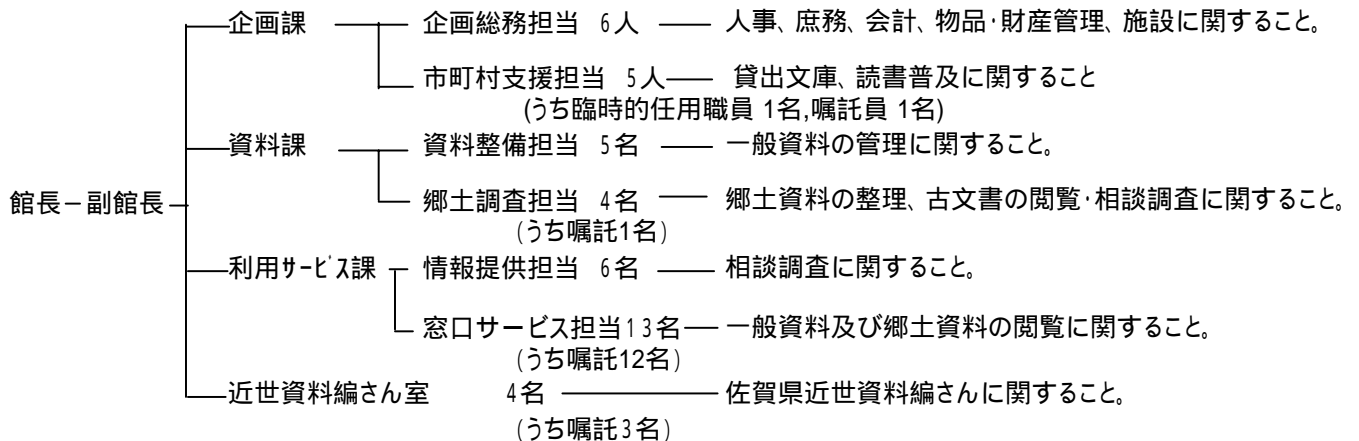 企画課 企画総務担当 6人 人事、庶務、会計、物品・財産管理、施設に関すること。
市町村支援担当 5人 貸出文庫、読書普及に関すること
(うち臨時的任用職員 1名,嘱託員 1名)
資料課 資料整備担当 5名 一般資料の管理に関すること。
館長－副館長 郷土調査担当 4名 郷土資料の整理、古文書の閲覧・相談調査に関すること。
(うち嘱託1名)
利用ｻｰﾋﾞｽ課 情報提供担当 6名 相談調査に関すること。
窓口サービス担当13名 一般資料及び郷土資料の閲覧に関すること。
(うち嘱託12名)
近世資料編さん室 4名 佐賀県近世資料編さんに関すること。
(うち嘱託3名)